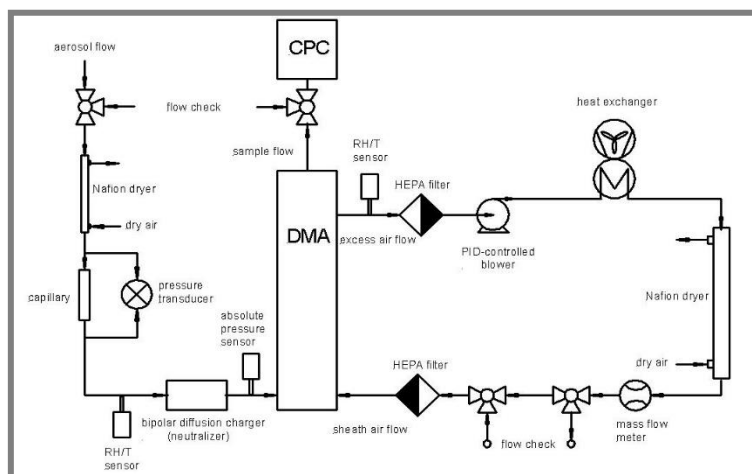 aerosol flow
CPC
flow check
heat exchanger
sample flow
RH/T
sensor
HEPA filter
Nafion dryer
dry air
DMA
excess air flow
PID-controlled
blower
capillary
pressure
transducer
absolute
pressure
sensor
Nafion dryer
HEPA filter
dry air
bipolar diffusion charger
(neutralizer)
sheath air flow
flow check
mass flow
meter
RH/T
sensor